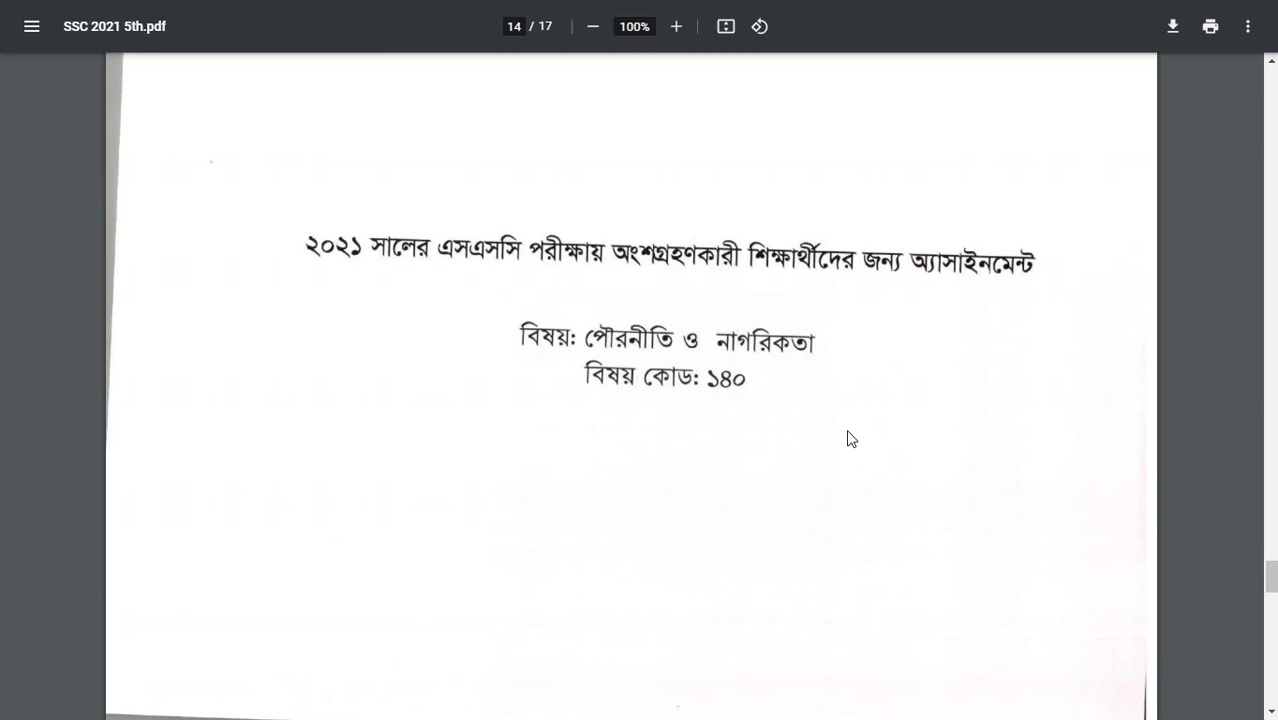 SSC 2021 5th.pdf
14 / 17
100%
২০২১ সালের এসএসসি পরীক্ষায় অংশগ্রহণকারী শিক্ষার্থীদের জন্য অ্যাসাইনমেন্ট
বিষয়: পৌরনীতি ও নাগরিকতা
বিষয় কোড: ১৪০